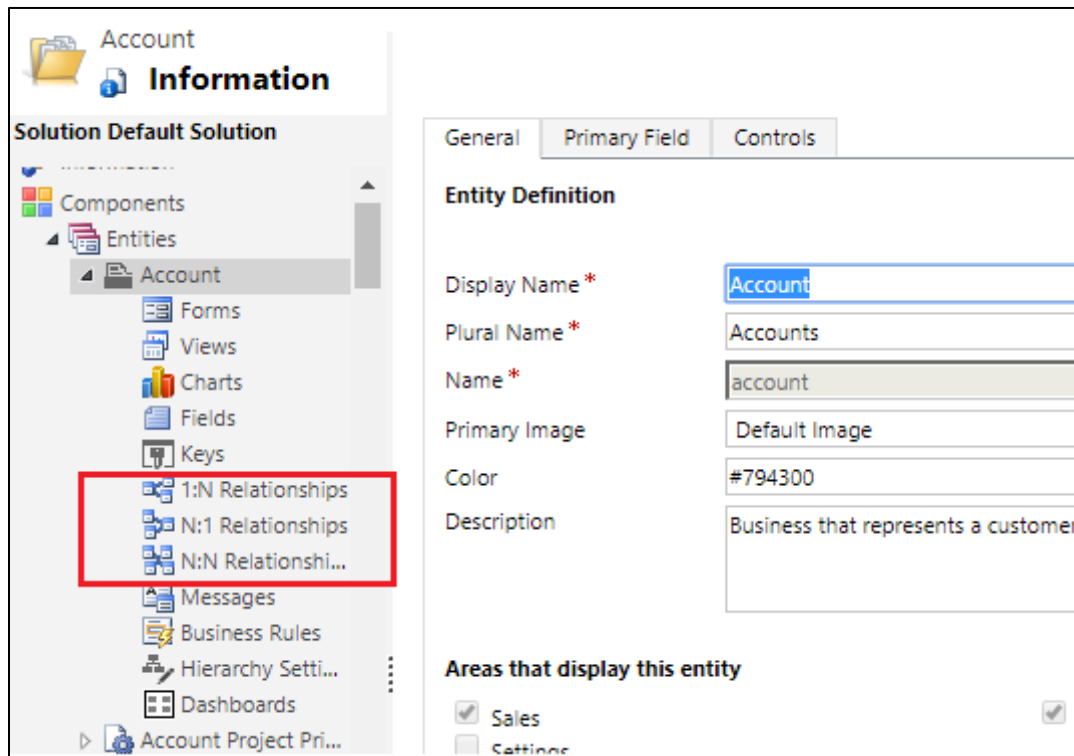 Account
Information
Solution Default Solution
Components
Entities
Account
Forms
Views
Charts
Fields
Keys
1:N Relationships
N:1 Relationships
N:N Relationshi...
Messages
Business Rules
Hierarchy Setti...
Dashboards
Account Project Pri...
General Primary Field Controls
Entity Definition
Display Name * Account
Plural Name * Accounts
Name * account
Primary Image Default Image
Color #794300
Description Business that represents a customer
Areas that display this entity
Sales
Settings